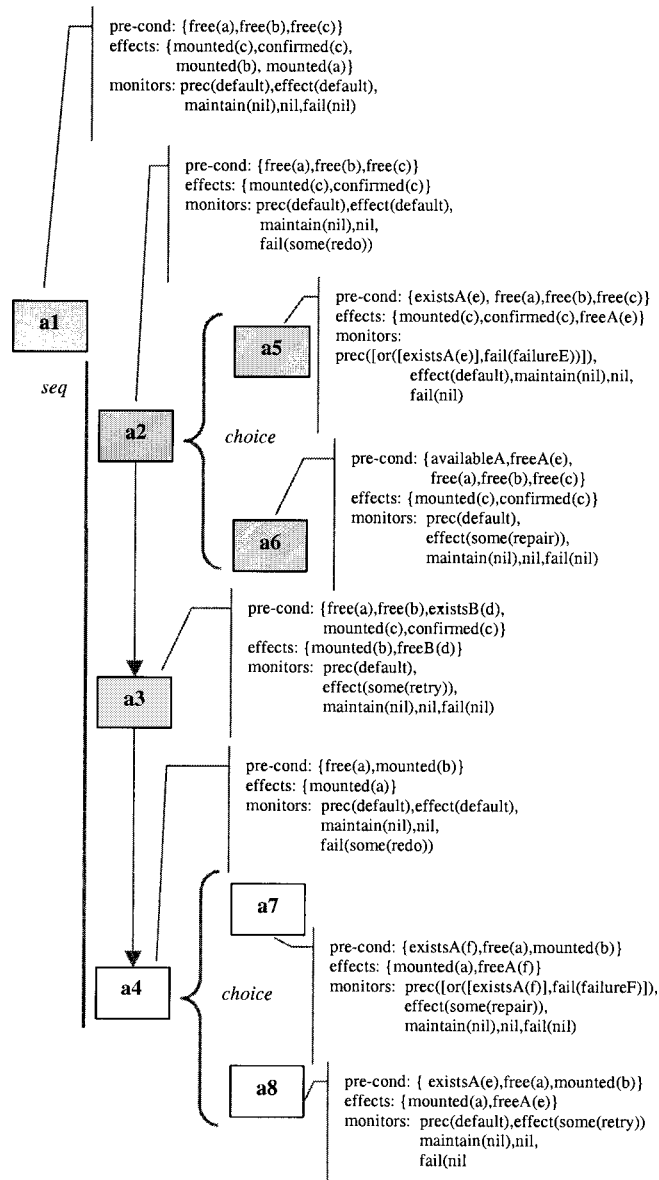 pre-cond: {free(a),free(b),free(c)}
effects: {mounted(c),confirmed(c),
mounted(b), mounted(a)}
monitors: prec(default),effect(default),
maintain(nil),nil,fail(nil)
pre-cond: {free(a),free(b),free(c)}
effects: {mounted(c),confirmed(c)}
monitors: prec(default),effect(default),
maintain(nil),nil,
fail(some(redo))
a1
seq
pre-cond: {existsA(e), free(a),free(b),free(c)}
effects: {mounted(c),confirmed(c),freeA(e)}
monitors:
prec([or([existsA(e)],fail(failureE))]),
effect(default),maintain(nil),nil,
fail(nil)
a5
a2
choice
pre-cond: {availableA,freeA(e),
free(a),free(b),free(c)}
effects: {mounted(c),confirmed(c)}
monitors: prec(default),
effect(some(repair)),
maintain(nil),nil,fail(nil)
a6
pre-cond: {free(a),free(b),existsB(d),
mounted(c),confirmed(c)}
effects: {mounted(b),freeB(d)}
monitors: prec(default),
effect(some(retry)),
maintain(nil),nil,fail(nil)
a3
pre-cond: {free(a),mounted(b)}
effects: {mounted(a)}
monitors: prec(default),effect(default),
maintain(nil),nil,
fail(some(redo))
a7
pre-cond: {existsA(f),free(a),mounted(b)}
effects: {mounted(a),freeA(f)}
monitors: prec([or([existsA(f)],fail(failureF)]),
effect(some(repair)),
maintain(nil),nil,fail(nil)
a4
choice
a8
pre-cond: { existsA(e),free(a),mounted(b)}
effects: {mounted(a),freeA(e)}
monitors: prec(default),effect(some(retry))
maintain(nil),nil,
fail(nil